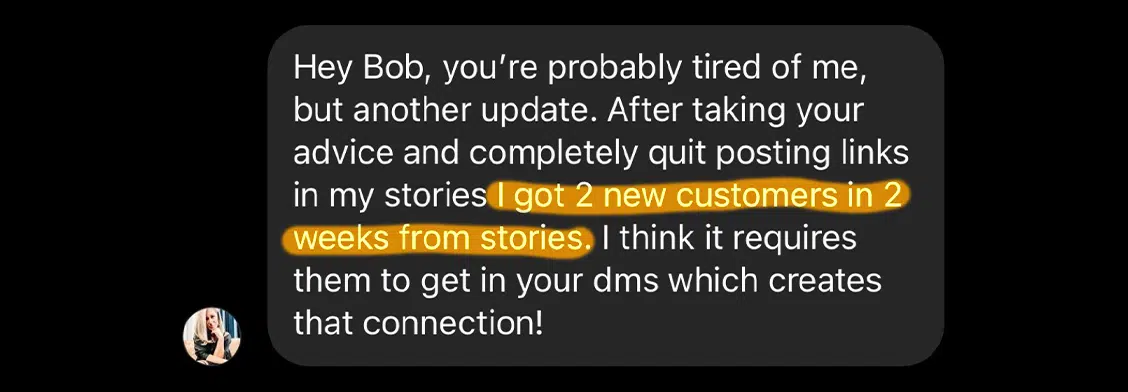 Hey Bob, you’re probably tired of me,
but another update. After taking your
advice and completely quit posting links
in my stories I got 2 new customers in 2
weeks from stories. I think it requires
them to get in your dms which creates
that connection!